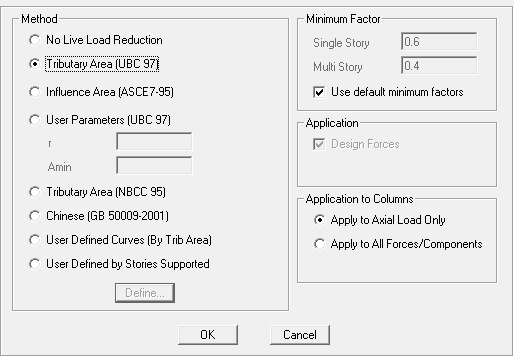 Method
No Live Load Reduction
Tributary Area (UBC 97)
Influence Area (ASCE7-95)
User Parameters (UBC 97)
r
Amin
Tributary Area (NBCC 95)
Chinese (GB 50009-2001)
User Defined Curves (By Trib Area)
User Defined by Stories Supported
Define...
Minimum Factor
Single Story 0.6
Multi Story 0.4
Use default minimum factors
Application
Design Forces
Application to Columns
Apply to Axial Load Only
Apply to All Forces/Components
OK Cancel